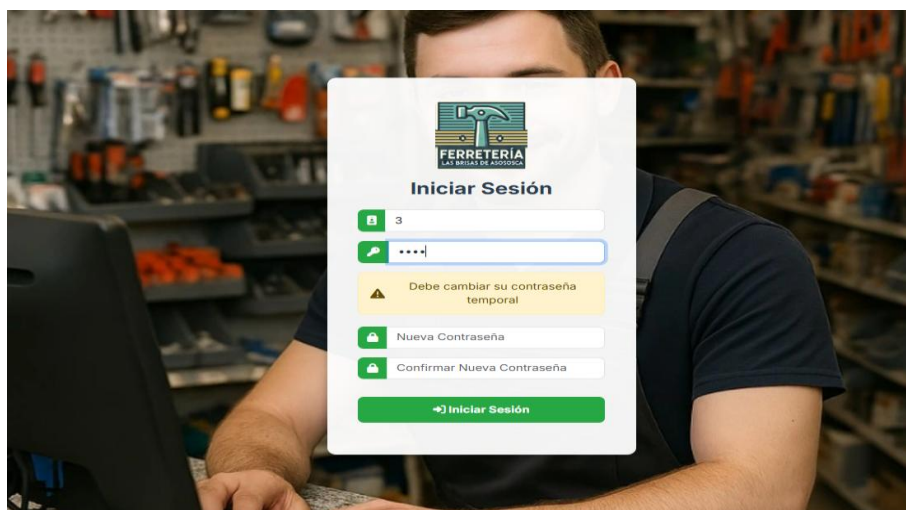 FERRETERÍA
LAS BRISAS DE ASOSOSCA
Iniciar Sesión
3
••••
Debe cambiar su contraseña
temporal
Nueva Contraseña
Confirmar Nueva Contraseña
Iniciar Sesión